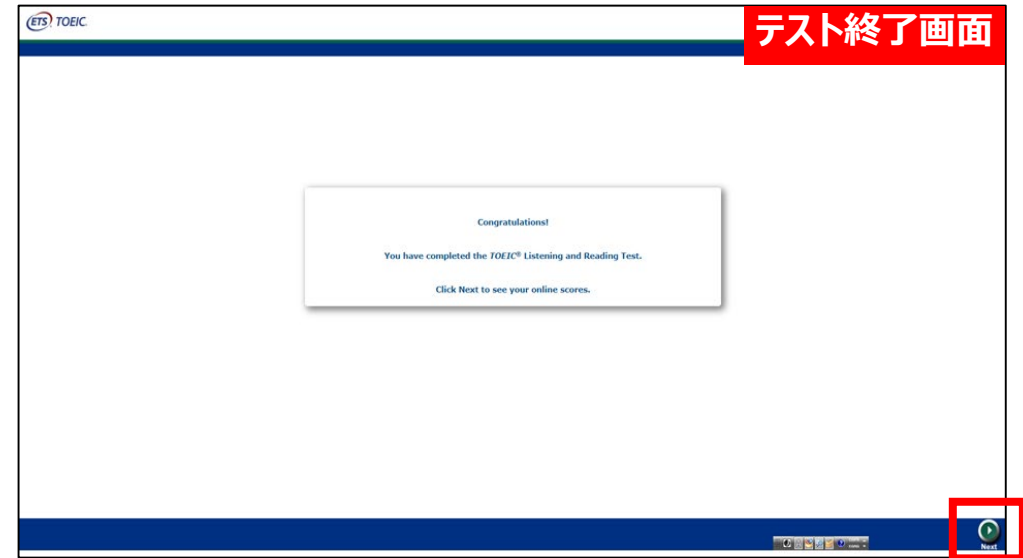 ETS TOEIC
テスト終了画面
Congratulations!
You have completed the TOEIC® Listening and Reading Test.
Click Next to see your online scores.
Next